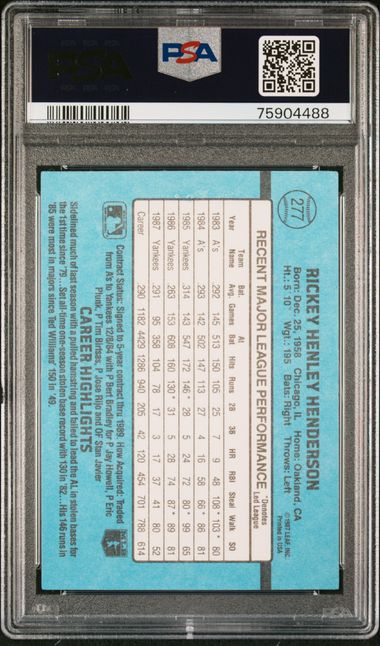 PSA
PSA
75904488
277
RICKEY HENLEY HENDERSON
Born: Dec. 25, 1958 Chicago, IL Home: Oakland, CA
Ht.: 5' 10" Wgt.: 195 Bats: Right Throws: Left
© 1987 LEAF, INC.
Printed in USA
RECENT MAJOR LEAGUE PERFORMANCE
*Denotes
Led League
Team Bat. At
Year Name Avg. Games Bat Hits Runs 2B 3B HR RBI Steal Walk SO
1983 A's .292 145 513 150 105 25 7 9 48 108* 103* 80
1984 A's .293 142 502 147 113 27 4 16 58 66* 86 81
1985 Yankees .314 143 547 172 146* 28 5 24 72 80* 99 65
1986 Yankees .263 153 608 160 130* 31 5 28 74 87* 89 81
1987 Yankees .291 95 358 104 78 17 3 17 37 41 80 52
Career .290 1182 4429 1286 940 205 42 120 454 701 788 614
Contract Status: Signed to 5-year contract thru 1989. How Acquired: Traded
from A's to Yankees 12/8/84 with P Bert Bradley for P Jay Howell, P Eric
Plunk, P Tim Birtsas, P Jose Rijo and OF Stan Javier
CAREER HIGHLIGHTS
Sidelined much of last season with a pulled hamstring and failed to lead the AL in stolen bases for
the 1st time since '79... Set all-time one-season stolen base record with 130 in '82... His 146 runs in
'85 were most in majors since Ted Williams' 150 in '49.